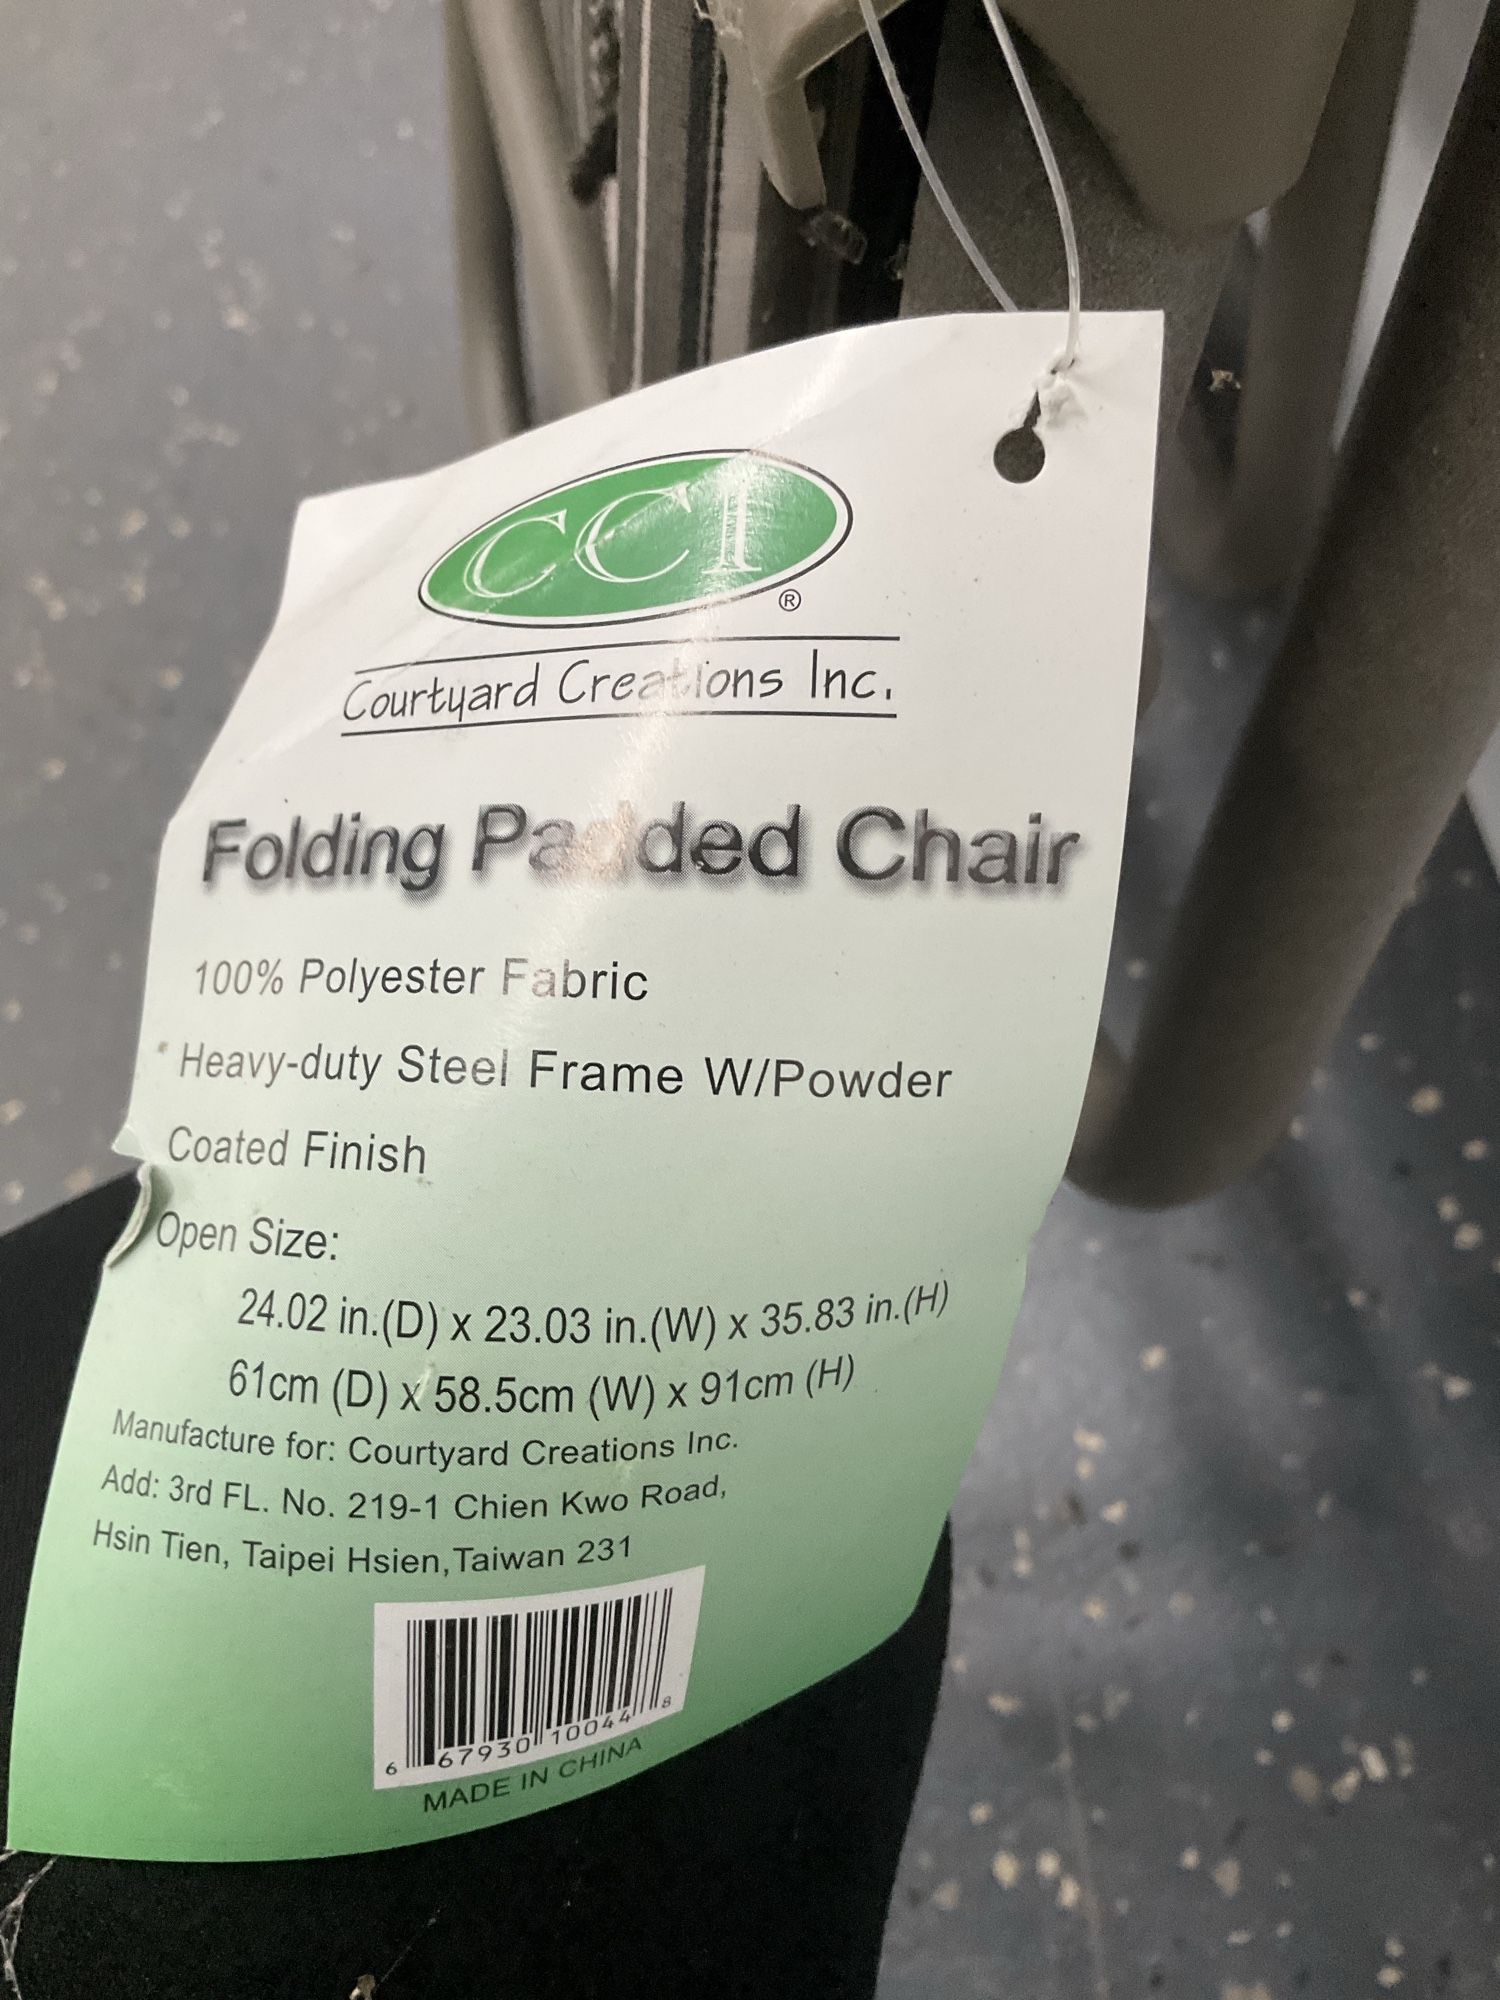 CCI
®
Courtyard Creations Inc.
Folding Padded Chair
100% Polyester Fabric
Heavy-duty Steel Frame W/Powder
Coated Finish
Open Size:
24.02 in.(D) x 23.03 in.(W) x 35.83 in.(H)
61cm (D) x 58.5cm (W) x 91cm (H)
Manufacture for: Courtyard Creations Inc.
Add: 3rd FL. No. 219-1 Chien Kwo Road,
Hsin Tien, Taipei Hsien,Taiwan 231
6 67930 10044 8
MADE IN CHINA